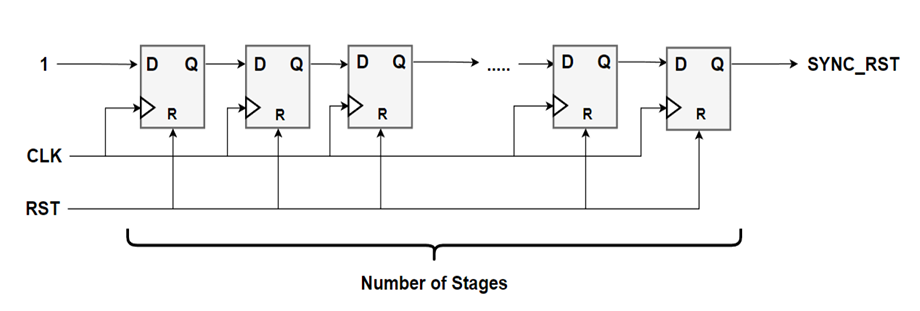 1 D Q D Q D Q ..... D Q D Q SYNC_RST
R R R R R
CLK
RST
Number of Stages